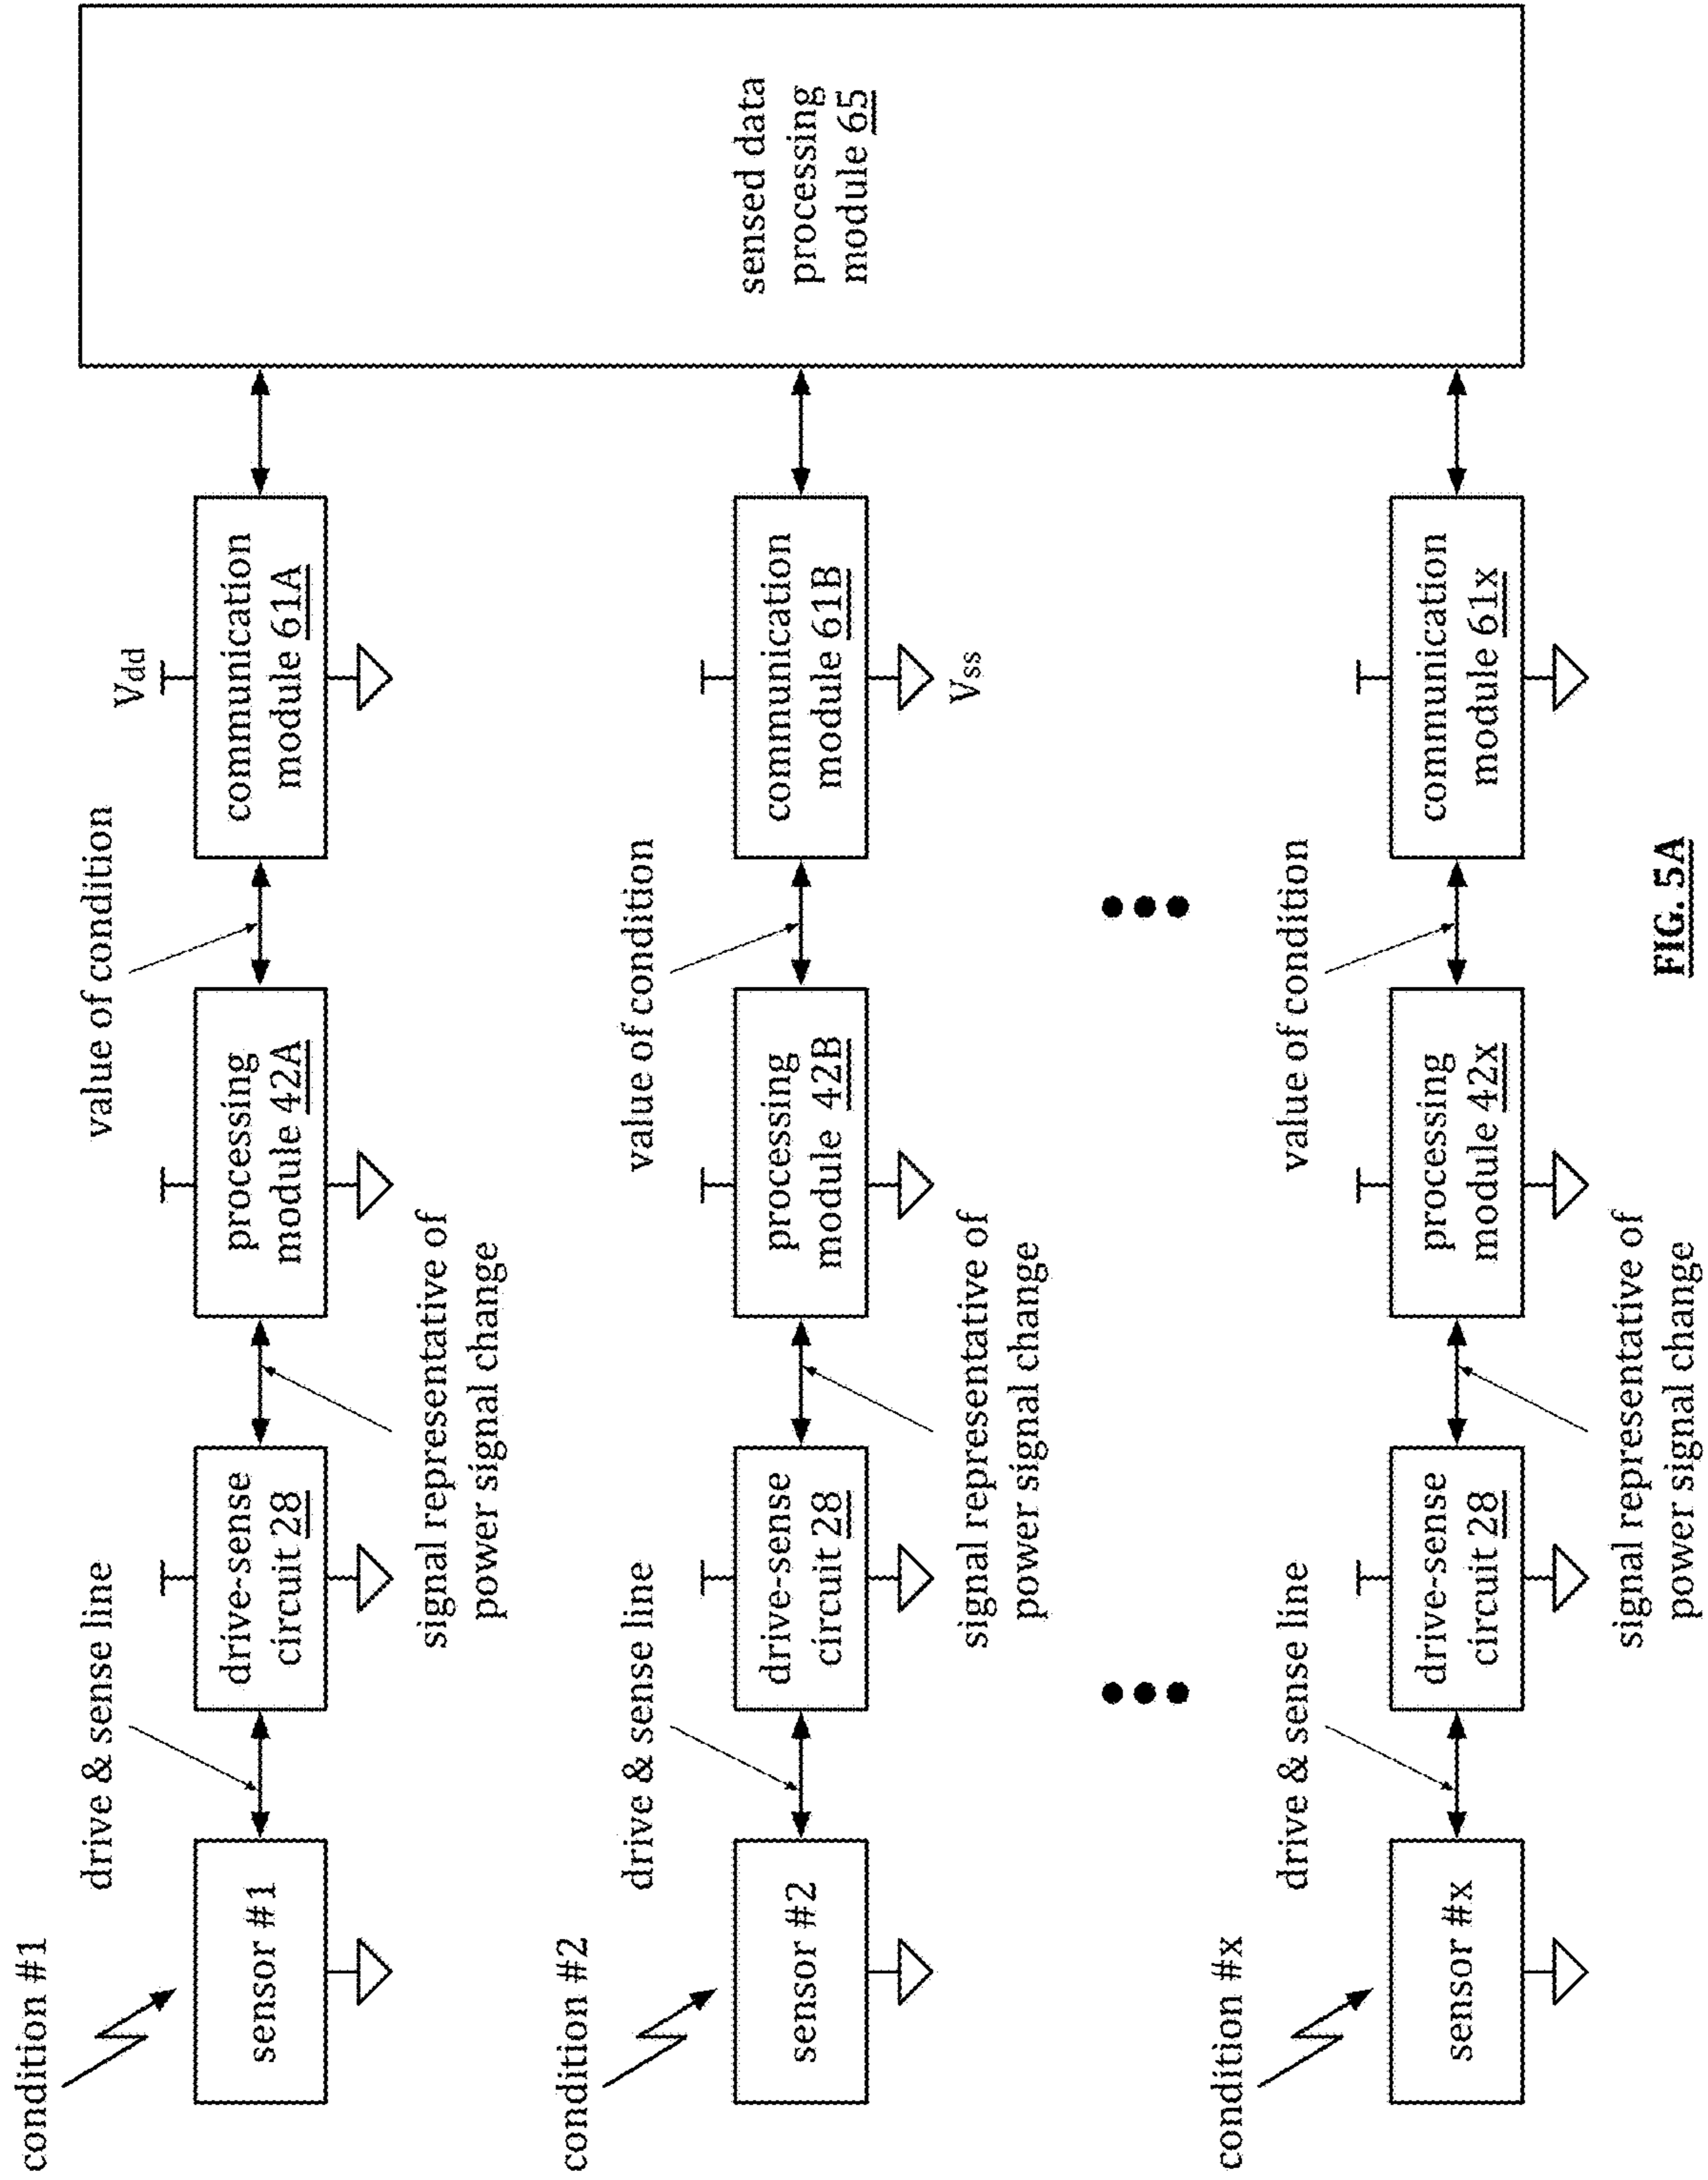 condition #1
sensor #1
drive & sense line
drive-sense
circuit 28
signal representative of
power signal change
processing
module 42A
value of condition
Vdd
communication
module 61A
condition #2
sensor #2
drive & sense line
drive-sense
circuit 28
signal representative of
power signal change
processing
module 42B
value of condition
communication
module 61B
Vss
condition #x
sensor #x
drive & sense line
drive-sense
circuit 28
signal representative of
power signal change
processing
module 42x
value of condition
communication
module 61x
sensed data
processing
module 65
FIG. 5A